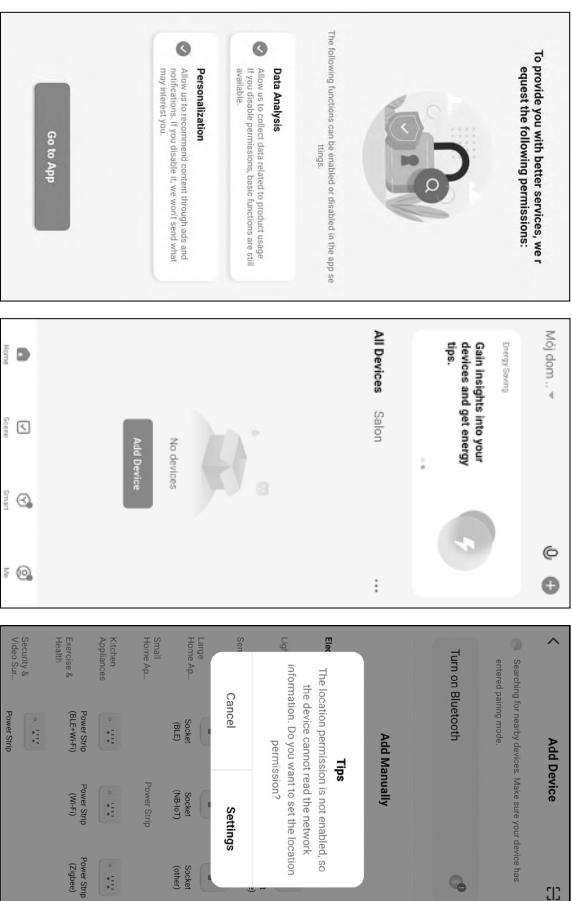 To provide you with better services, we r
equest the following permissions:
The following functions can be enabled or disabled in the app se
ttings.
Data Analysis
Allow us to collect data related to product usage.
If you disable permissions, basic functions are still
available.
Personalization
Allow us to recommend content through ads and
notifications. If you disable it, we won't send what
may interest you.
Go to App
Mój dom ..
Energy Saving
Gain insights into your
devices and get energy
tips.
All Devices Salon
No devices
Add Device
Home Scene Smart Me
Add Device
Searching for nearby devices. Make sure your device has
entered pairing mode.
Turn on Bluetooth
Add Manually
Elec
Ligh
Sen
Large
Home Ap...
Small
Home Ap...
Kitchen
Appliances
Exercise &
Health
Security &
Video Sur...
Tips
The location permission is not enabled, so
the device cannot read the network
information. Do you want to set the location
permission?
Cancel Settings
Socket
(BLE)
Socket
(NB-IoT)
Socket
(other)
Power Strip
Power Strip
(BLE+Wi-Fi)
Power Strip
(Wi-Fi)
Power Strip
(Zigbee)
Power Strip